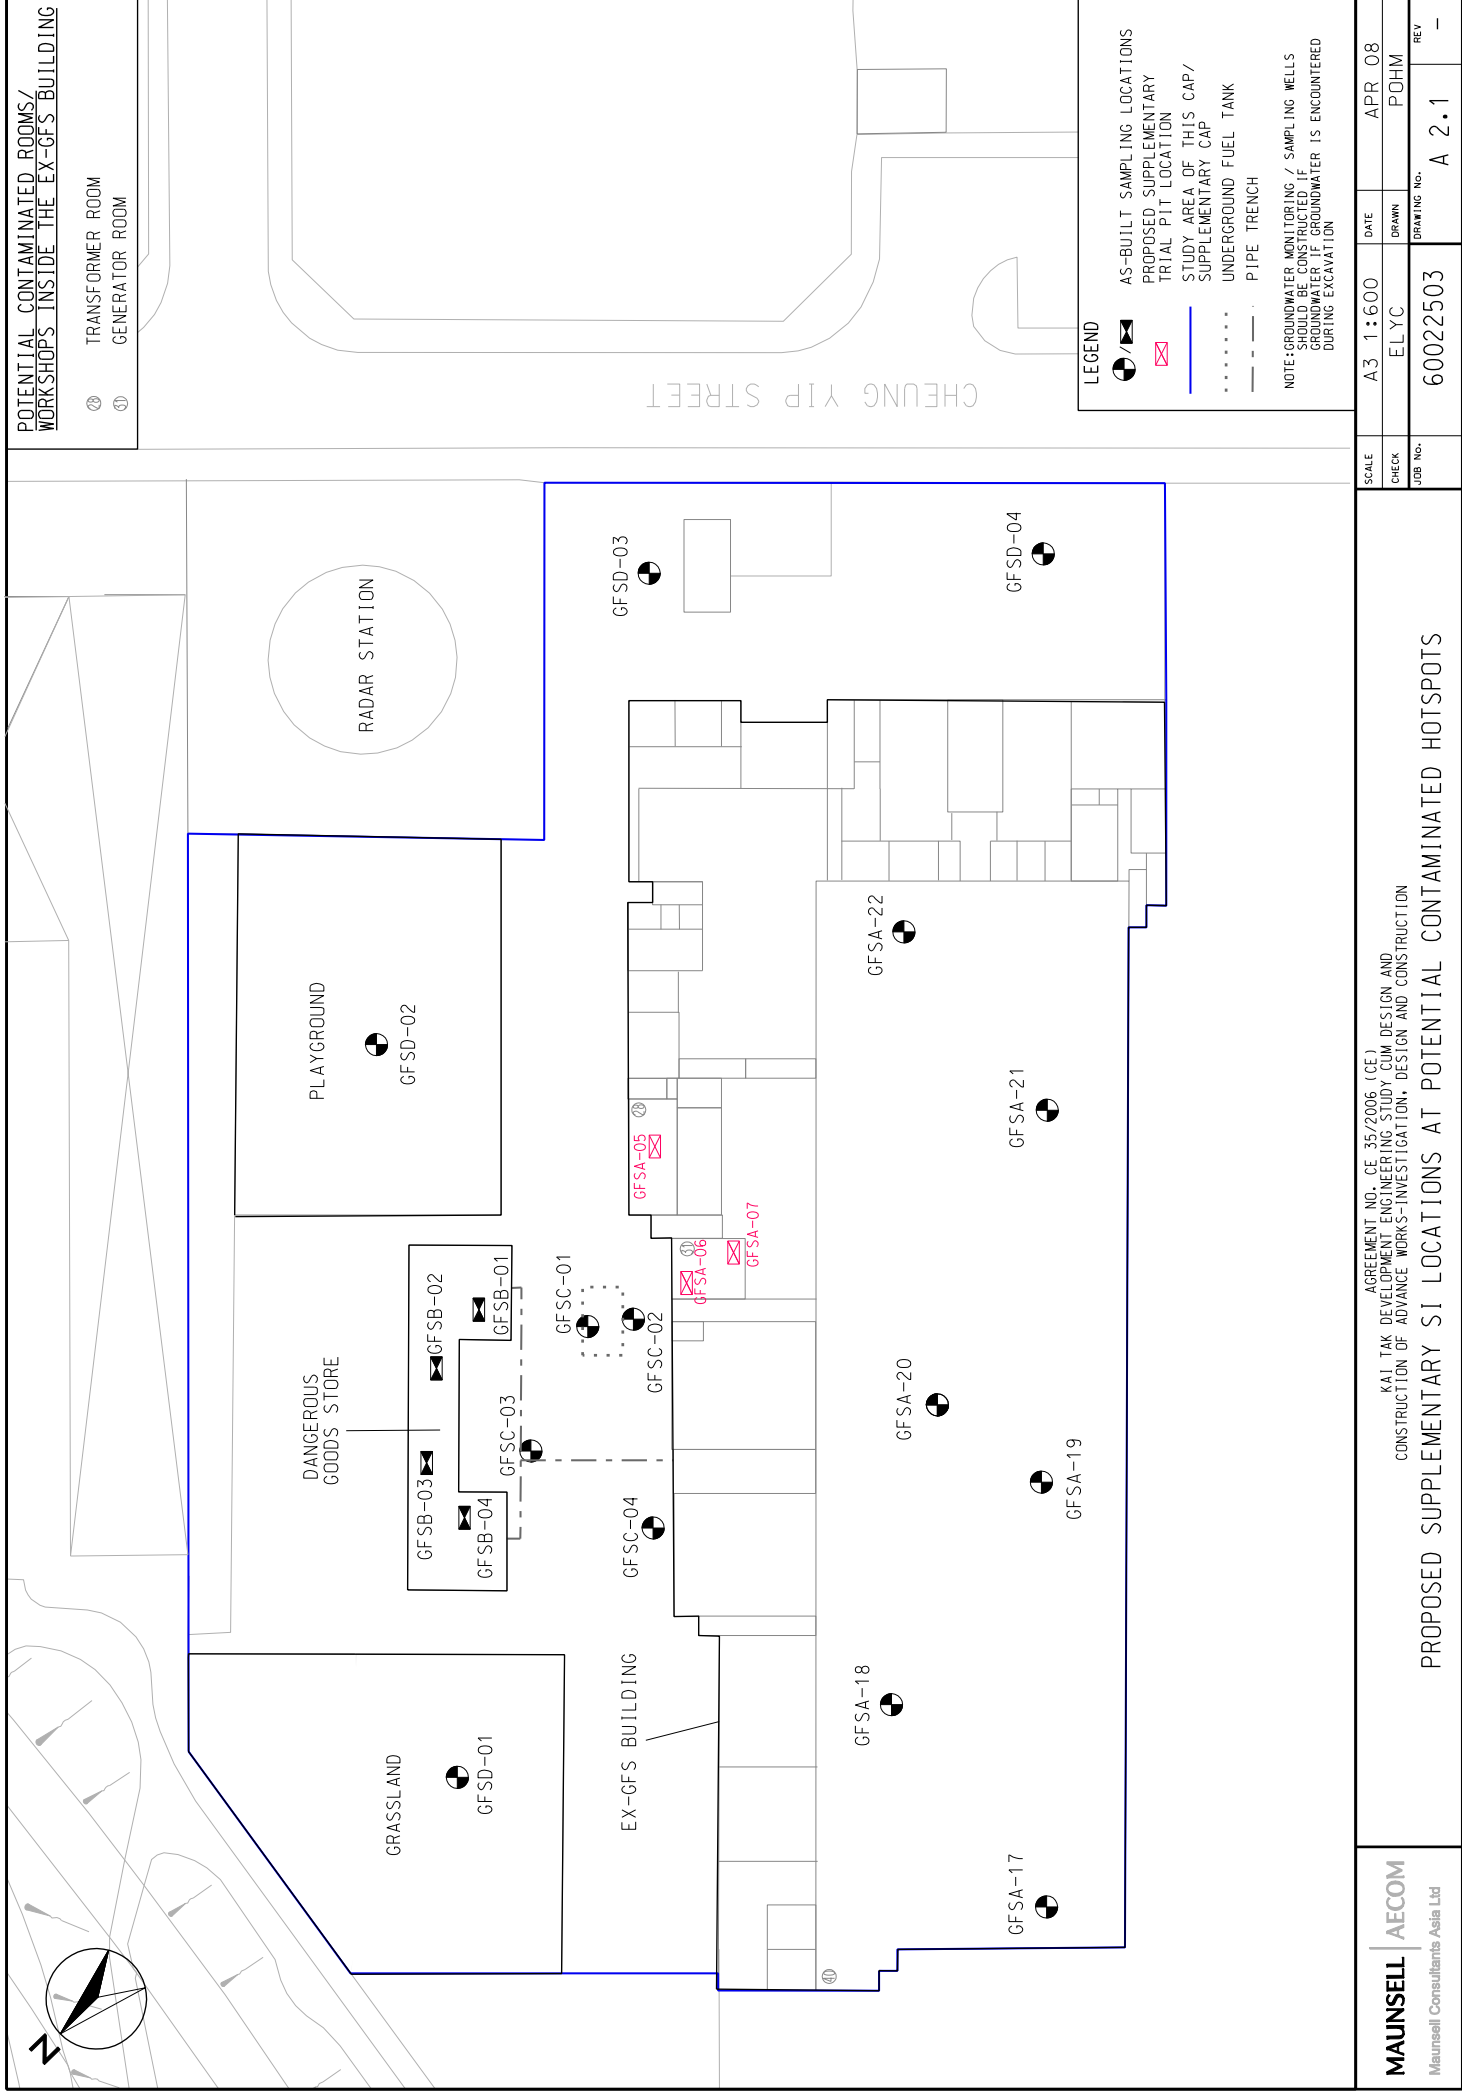 POTENTIAL CONTAMINATED ROOMS/
WORKSHOPS INSIDE THE EX-GFS BUILDING
28 TRANSFORMER ROOM
31 GENERATOR ROOM
CHEUNG YIP STREET
RADAR STATION
GFSD-03
GFSD-04
PLAYGROUND
GFSD-02
GFSA-22
GFSA-21
28
GFSA-05
31
GFSA-06
GFSA-07
DANGEROUS
GOODS STORE
GFSB-02
GFSB-01
GFSB-03
GFSB-04
GFSC-01
GFSC-02
GFSC-03
GFSC-04
GFSA-20
GFSA-19
GFSA-18
GFSA-17
GRASSLAND
GFSD-01
EX-GFS BUILDING
40
N
LEGEND
/ AS-BUILT SAMPLING LOCATIONS
PROPOSED SUPPLEMENTARY
TRIAL PIT LOCATION
STUDY AREA OF THIS CAP/
SUPPLEMENTARY CAP
UNDERGROUND FUEL TANK
PIPE TRENCH
NOTE:GROUNDWATER MONITORING / SAMPLING WELLS
SHOULD BE CONSTRUCTED IF
GROUNDWATER IF GROUNDWATER IS ENCOUNTERED
DURING EXCAVATION
MAUNSELL | AECOM
Maunsell Consultants Asia Ltd
AGREEMENT NO. CE 35/2006 (CE)
KAI TAK DEVELOPMENT ENGINEERING STUDY CUM DESIGN AND
CONSTRUCTION OF ADVANCE WORKS-INVESTIGATION, DESIGN AND CONSTRUCTION
PROPOSED SUPPLEMENTARY SI LOCATIONS AT POTENTIAL CONTAMINATED HOTSPOTS
SCALE A3 1:600 DATE APR 08
CHECK ELYC DRAWN POHM
JOB No. 60022503 DRAWING No. A 2.1 REV -